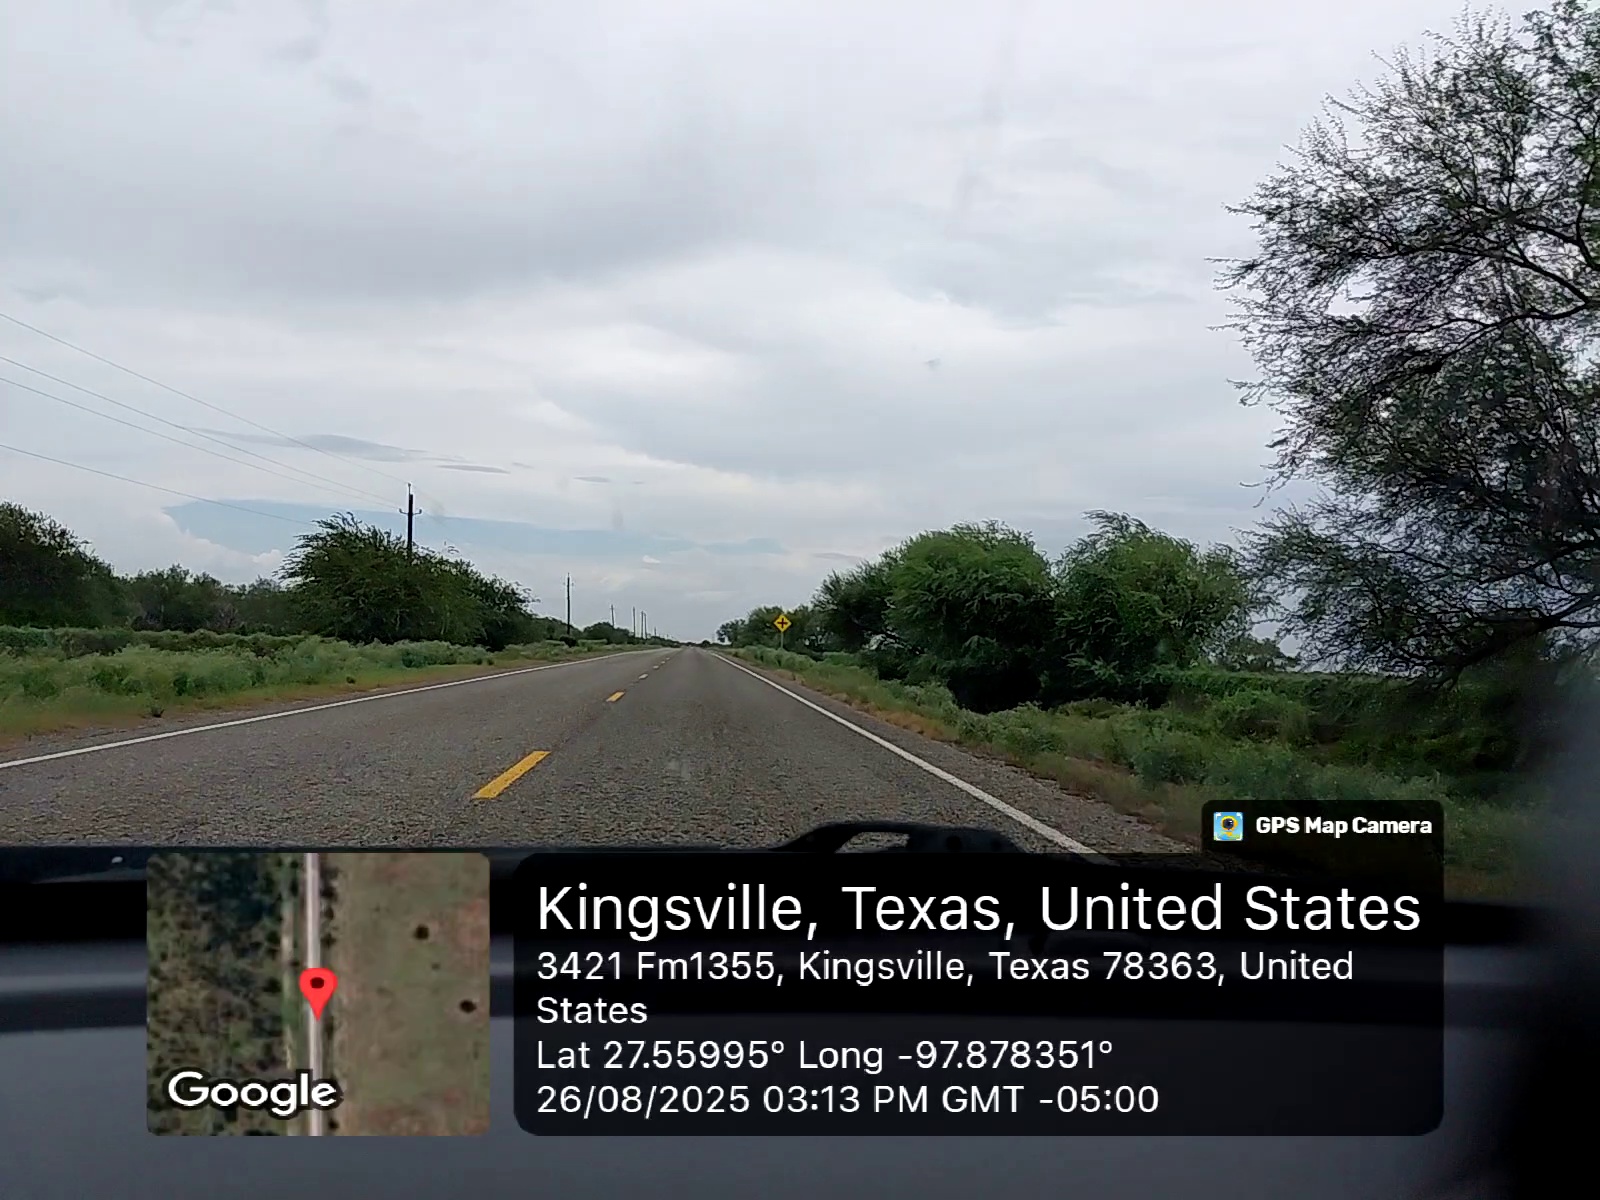 GPS Map Camera
Kingsville, Texas, United States
3421 Fm1355, Kingsville, Texas 78363, United
States
Lat 27.55995° Long -97.878351°
26/08/2025 03:13 PM GMT -05:00
Google